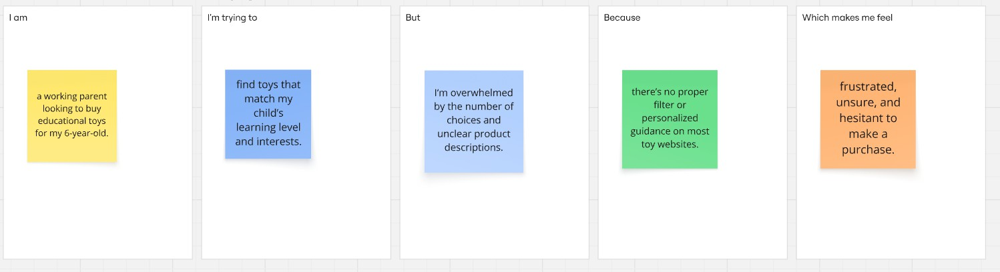 I am
a working parent
looking to buy
educational toys
for my 6-year-old.
I'm trying to
find toys that
match my
child's
learning level
and interests.
But
I'm overwhelmed
by the number of
choices and
unclear product
descriptions.
Because
there's no proper
filter or
personalized
guidance on most
toy websites.
Which makes me feel
frustrated,
unsure, and
hesitant to
make a
purchase.